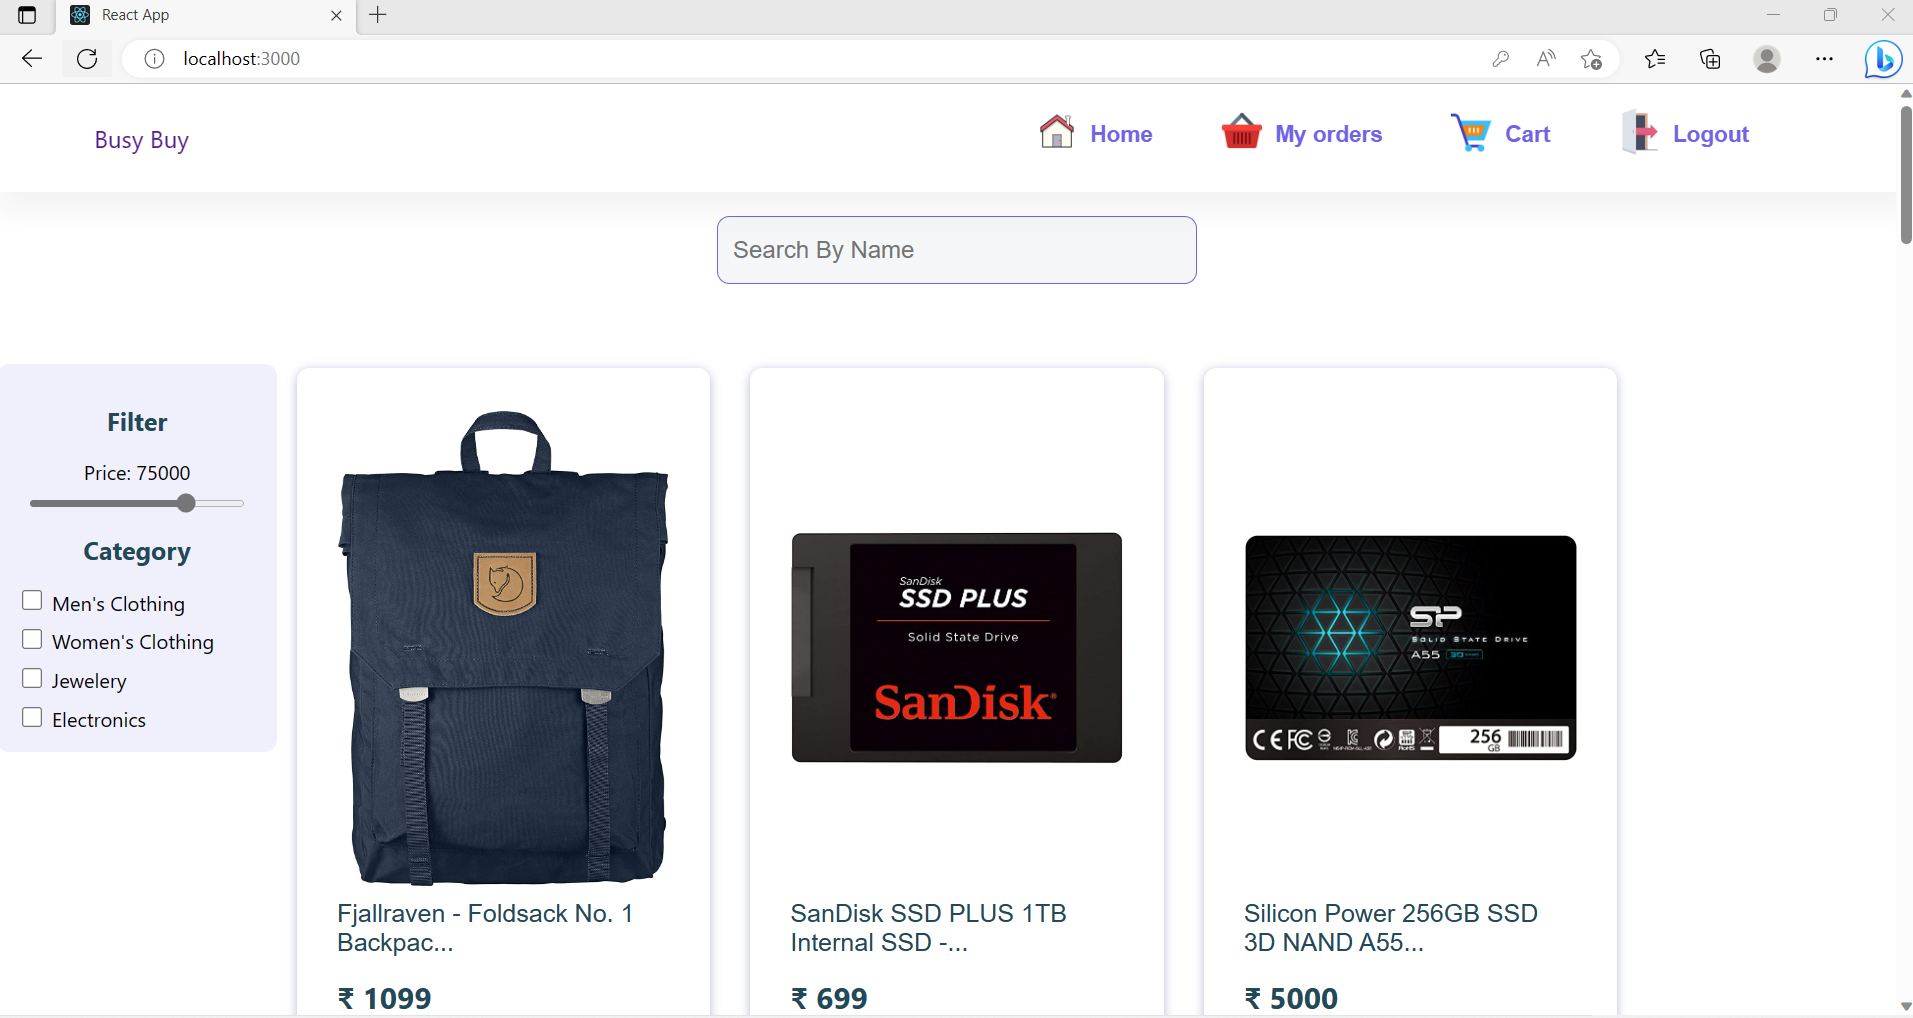 React App
localhost:3000
Busy Buy
Home
My orders
Cart
Logout
Search By Name
Filter
Price: 75000
Category
Men's Clothing
Women's Clothing
Jewelery
Electronics
SanDisk
SSD PLUS
Solid State Drive
SanDisk
SP
SOLID STATE DRIVE
A55
256
GB
Fjallraven - Foldsack No. 1
Backpac...
₹ 1099
SanDisk SSD PLUS 1TB
Internal SSD -...
₹ 699
Silicon Power 256GB SSD
3D NAND A55...
₹ 5000